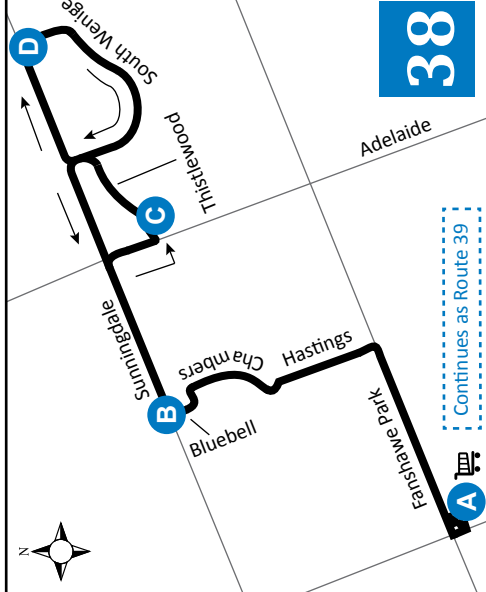 38
D
South Wenige
Thistlewood
C
Adelaide
Sunningdale
B
Bluebell
Chambers
Hastings
Fanshawe Park
Continues as Route 39
A
N